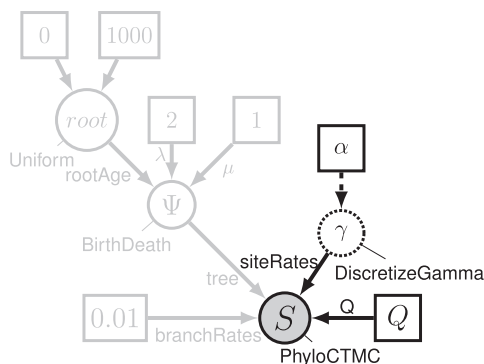 0
1000
root
Uniform
rootAge
2
1
λ
μ
α
Ψ
BirthDeath
γ
siteRates
DiscretizeGamma
tree
0.01
branchRates
S
Q
Q
PhyloCTMC